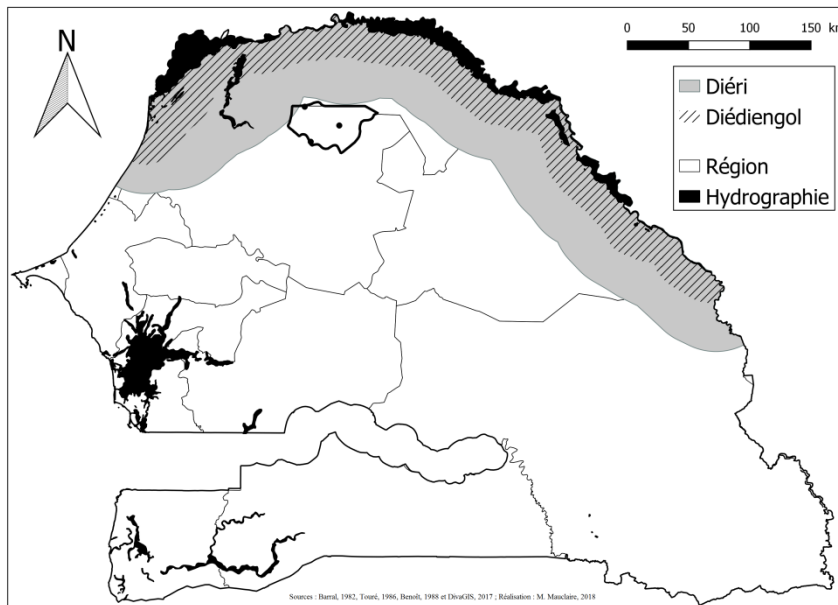 N
0 50 100 150 km
Diéri
Diédiengol
Région
Hydrographie
Sources : Barral, 1982, Touré, 1986, Benoît, 1988 et DivaGIS, 2017 ; Réalisation : M. Mauclaire, 2018